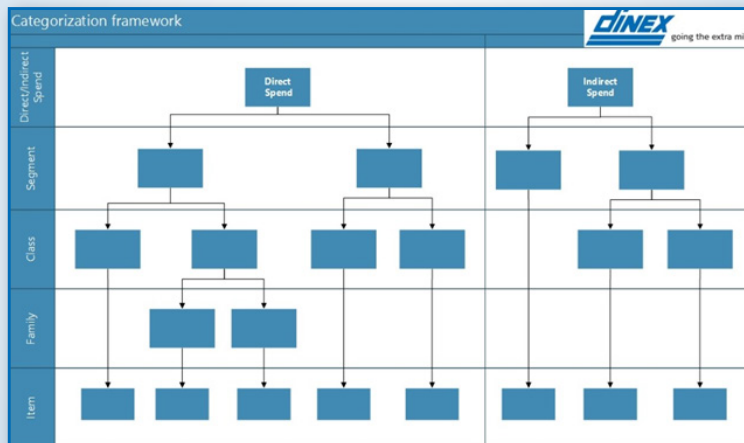 Categorization framework
DINEX
going the extra mi
Direct/Indirect
Spend
Direct
Spend
Indirect
Spend
Segment
Class
Family
Item